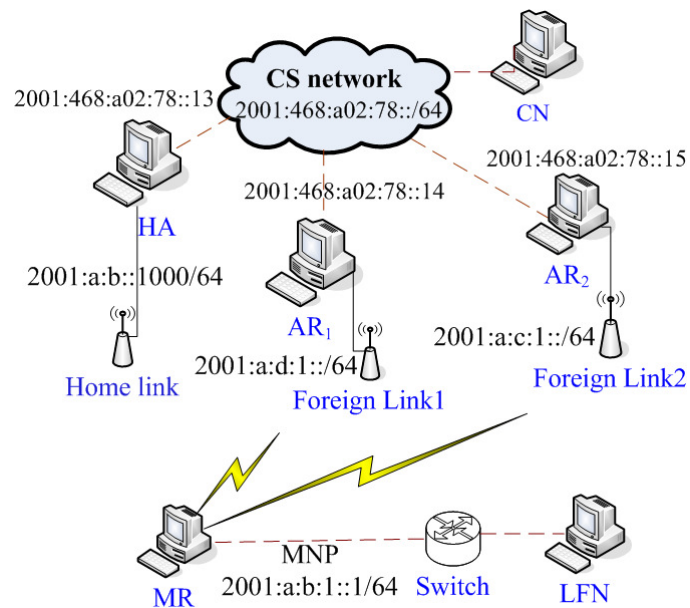 CS network
2001:468:a02:78::/64
CN
2001:468:a02:78::13
HA
2001:468:a02:78::14
AR1
2001:468:a02:78::15
AR2
2001:a:b::1000/64
Home link
2001:a:d:1::/64
Foreign Link1
2001:a:c:1::/64
Foreign Link2
MR
MNP
2001:a:b:1::1/64
Switch
LFN